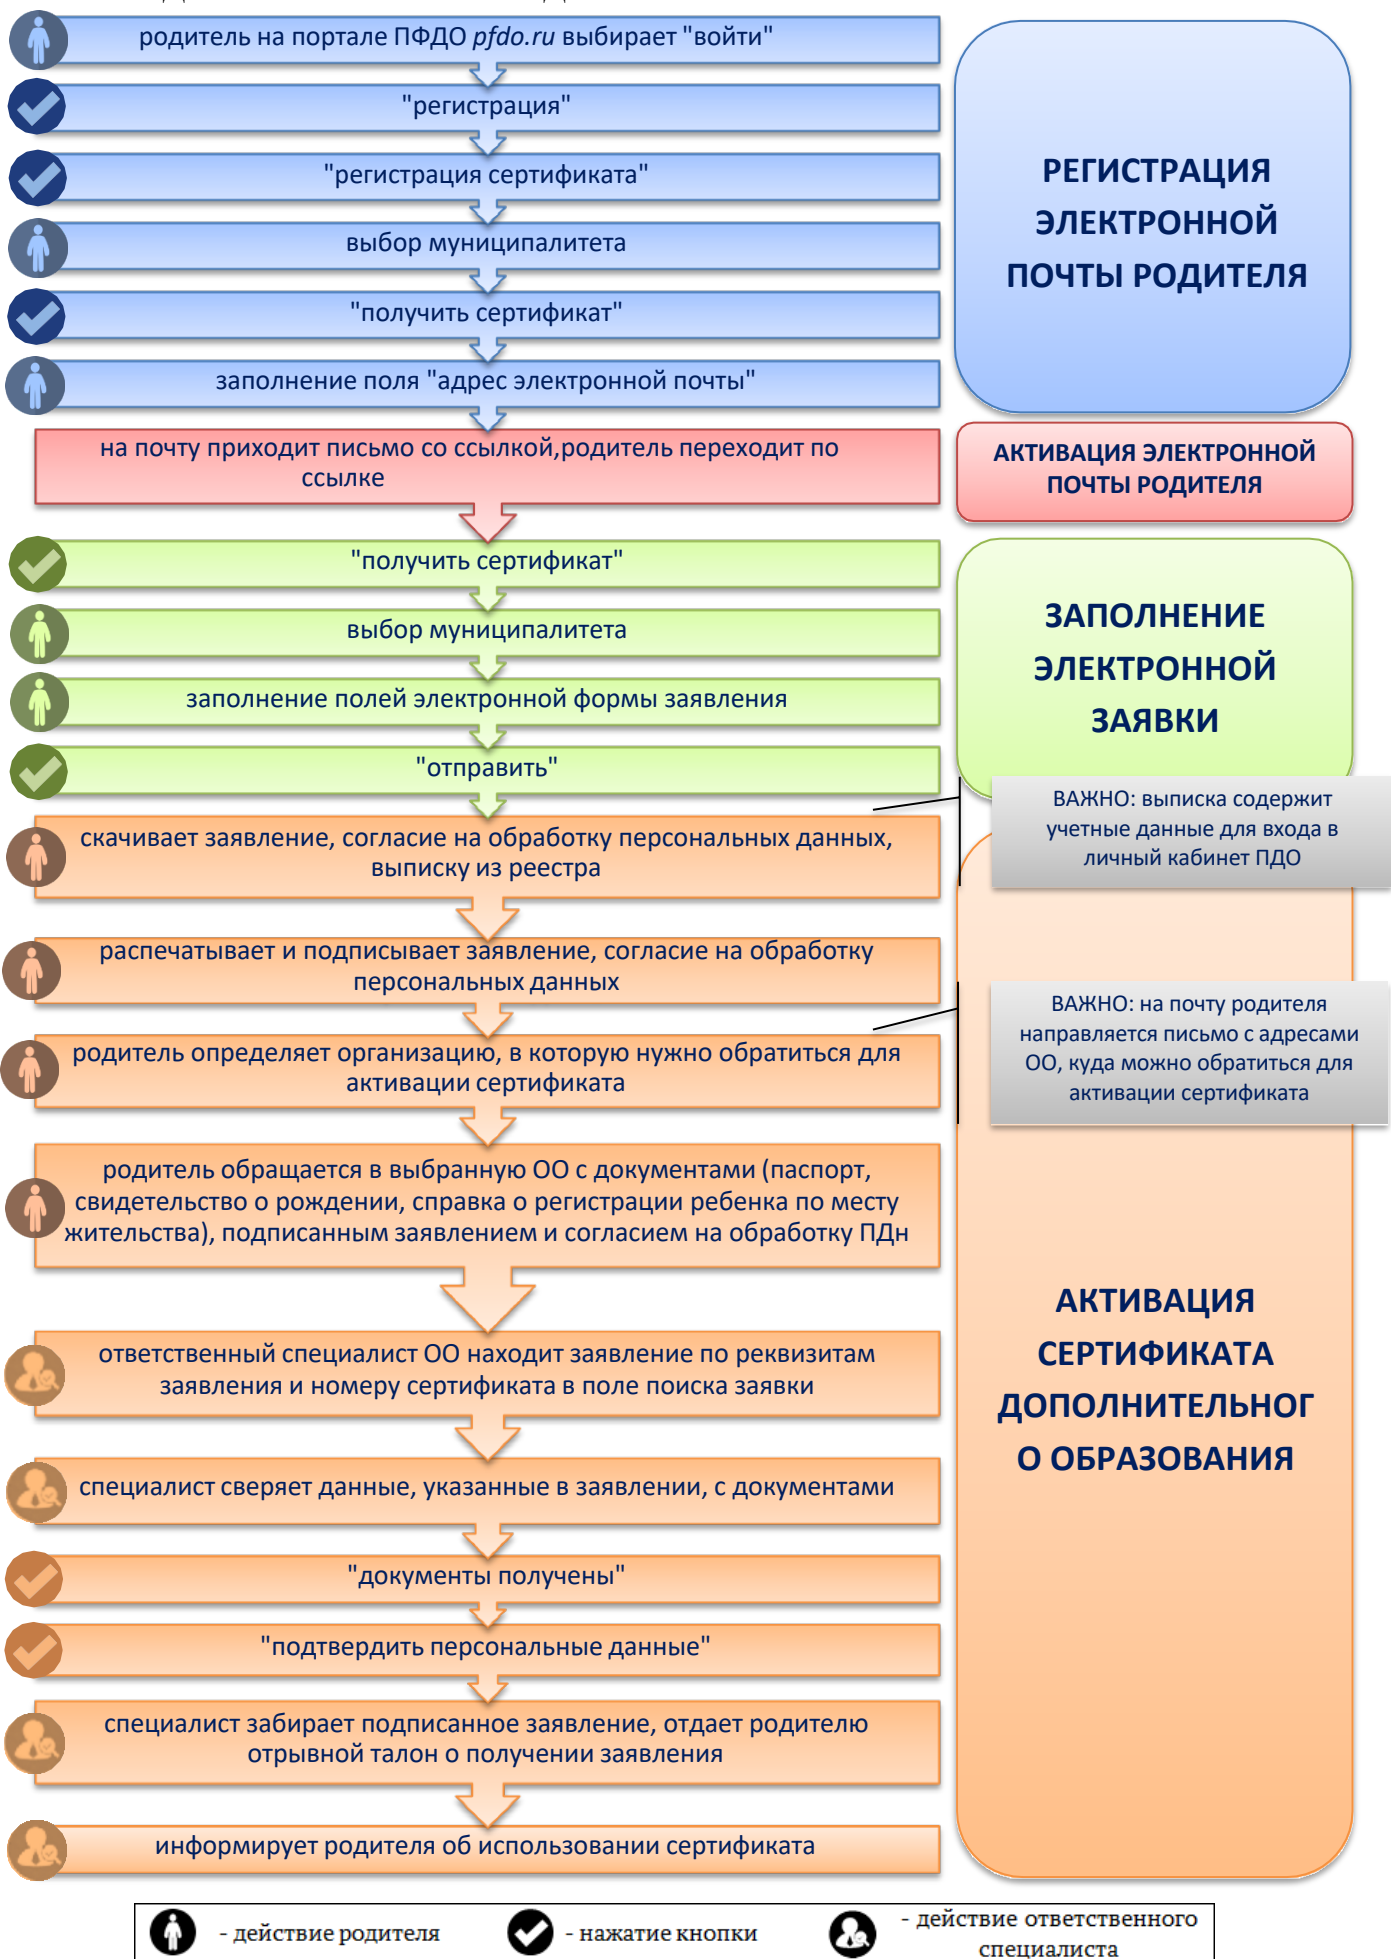 родитель на портале ПФДО pfdo.ru выбирает "войти"
"регистрация"
"регистрация сертификата"
выбор муниципалитета
"получить сертификат"
заполнение поля "адрес электронной почты"
РЕГИСТРАЦИЯ
ЭЛЕКТРОННОЙ
ПОЧТЫ РОДИТЕЛЯ
на почту приходит письмо со ссылкой,родитель переходит по
ссылке
АКТИВАЦИЯ ЭЛЕКТРОННОЙ
ПОЧТЫ РОДИТЕЛЯ
"получить сертификат"
выбор муниципалитета
заполнение полей электронной формы заявления
"отправить"
ЗАПОЛНЕНИЕ
ЭЛЕКТРОННОЙ
ЗАЯВКИ
скачивает заявление, согласие на обработку персональных данных,
выписку из реестра
ВАЖНО: выписка содержит
учетные данные для входа в
личный кабинет ПДО
распечатывает и подписывает заявление, согласие на обработку
персональных данных
родитель определяет организацию, в которую нужно обратиться для
активации сертификата
ВАЖНО: на почту родителя
направляется письмо с адресами
ОО, куда можно обратиться для
активации сертификата
родитель обращается в выбранную ОО с документами (паспорт,
свидетельство о рождении, справка о регистрации ребенка по месту
жительства), подписанным заявлением и согласием на обработку ПДн
ответственный специалист ОО находит заявление по реквизитам
заявления и номеру сертификата в поле поиска заявки
специалист сверяет данные, указанные в заявлении, с документами
"документы получены"
"подтвердить персональные данные"
специалист забирает подписанное заявление, отдает родителю
отрывной талон о получении заявления
информирует родителя об использовании сертификата
АКТИВАЦИЯ
СЕРТИФИКАТА
ДОПОЛНИТЕЛЬНОГ
О ОБРАЗОВАНИЯ
- действие родителя
- нажатие кнопки
- действие ответственного
специалиста